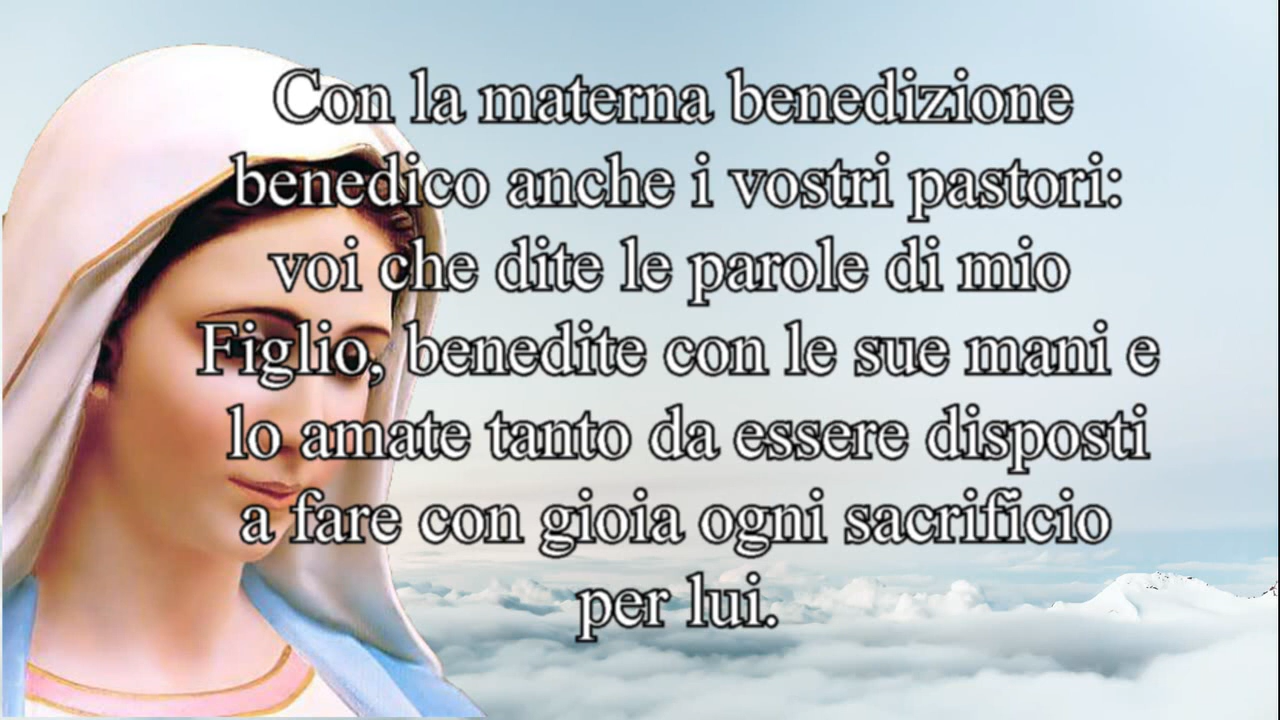 Con la materna benedizione
benedico anche i vostri pastori:
voi che dite le parole di mio
Figlio, benedite con le sue mani e
lo amate tanto da essere disposti
a fare con gioia ogni sacrificio
per lui.